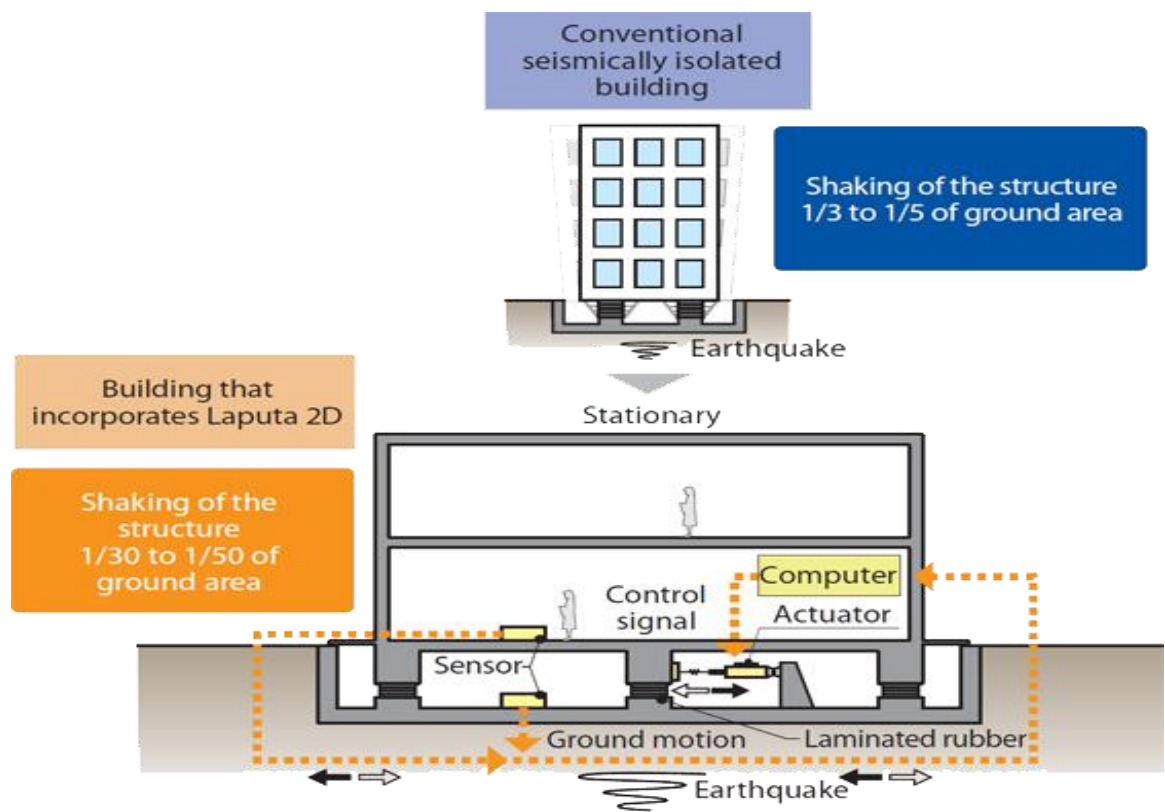 Conventional
seismically isolated
building
Shaking of the structure
1/3 to 1/5 of ground area
Earthquake
Building that
incorporates Laputa 2D
Stationary
Shaking of the
structure
1/30 to 1/50 of
ground area
Computer
Control
signal
Actuator
Sensor
Ground motion
Laminated rubber
Earthquake